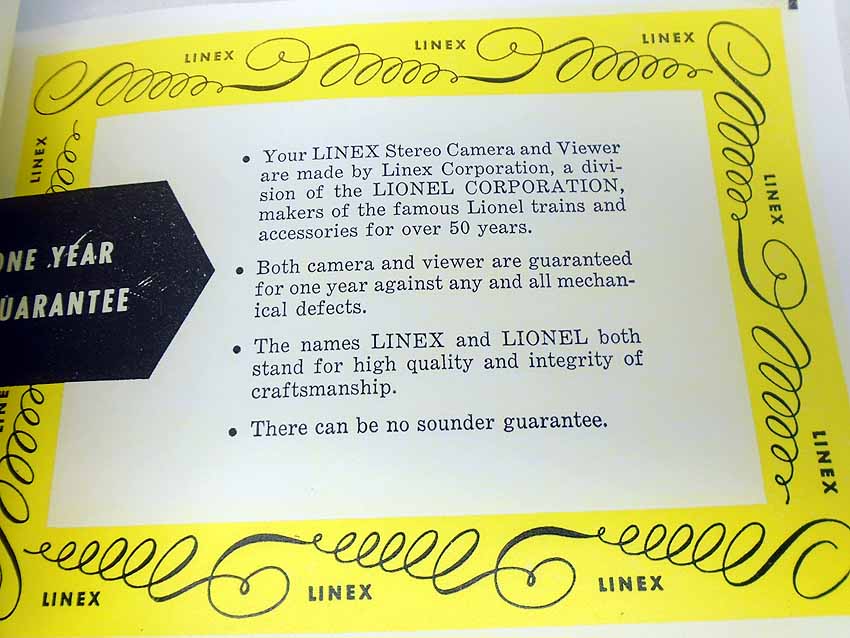 LINEX
LINEX
LINEX
LINEX
ONE YEAR
GUARANTEE
• Your LINEX Stereo Camera and Viewer
are made by Linex Corporation, a divi-
sion of the LIONEL CORPORATION,
makers of the famous Lionel trains and
accessories for over 50 years.
• Both camera and viewer are guaranteed
for one year against any and all mechan-
ical defects.
• The names LINEX and LIONEL both
stand for high quality and integrity of
craftsmanship.
• There can be no sounder guarantee.
LINEX
LINE
LINEX
LINEX
LINEX
LINEX